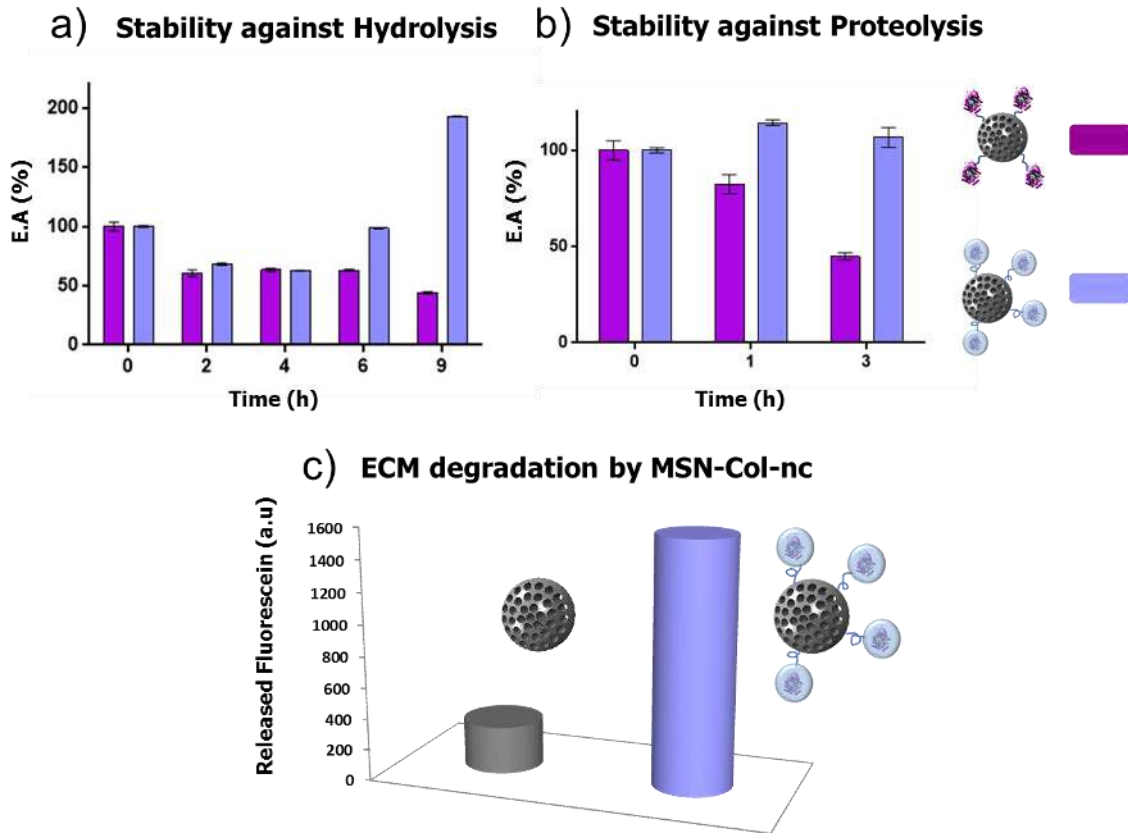 a) Stability against Hydrolysis
E.A (%)
200
150
100
50
0
0 2 4 6 9
Time (h)
b) Stability against Proteolysis
E.A (%)
100
50
0
0 1 3
Time (h)
c) ECM degradation by MSN-Col-nc
Released Fluorescein (a.u)
1600
1400
1200
1000
800
600
400
200
0